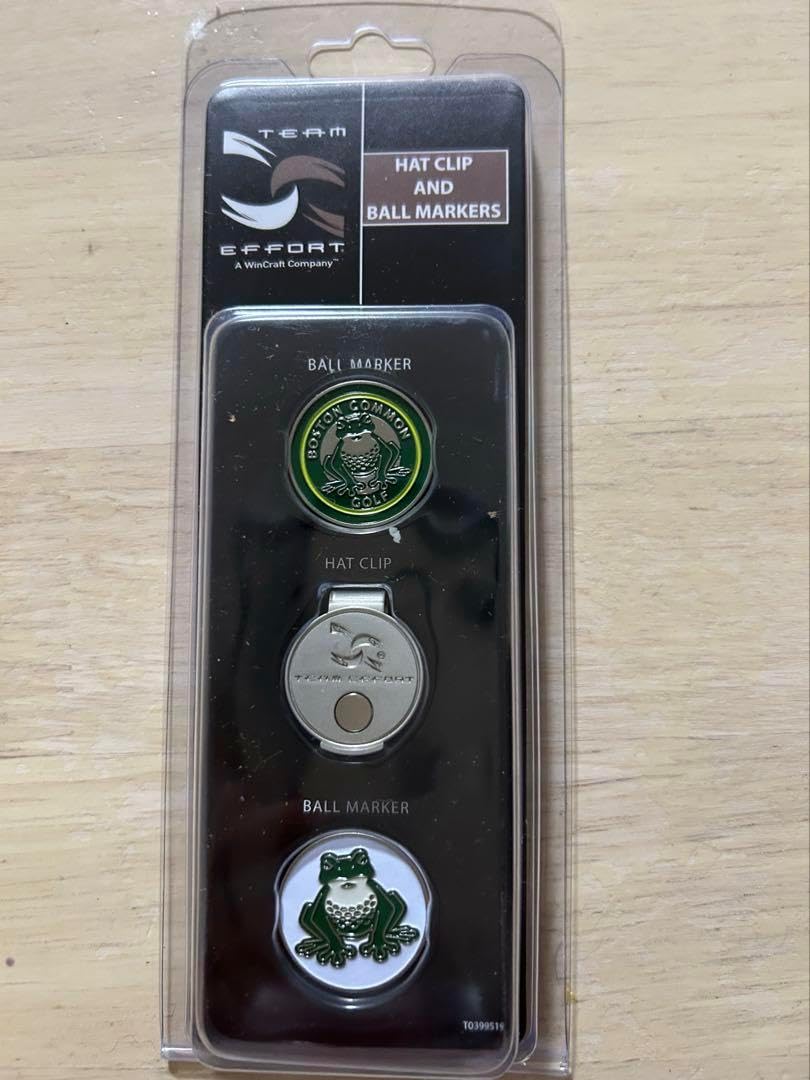 TEAM
EFFORT
A WinCraft Company™
HAT CLIP
AND
BALL MARKERS
BALL MARKER
BOSTON COMMON
GOLF
HAT CLIP
®
TEAM EFFORT
BALL MARKER
T0399519